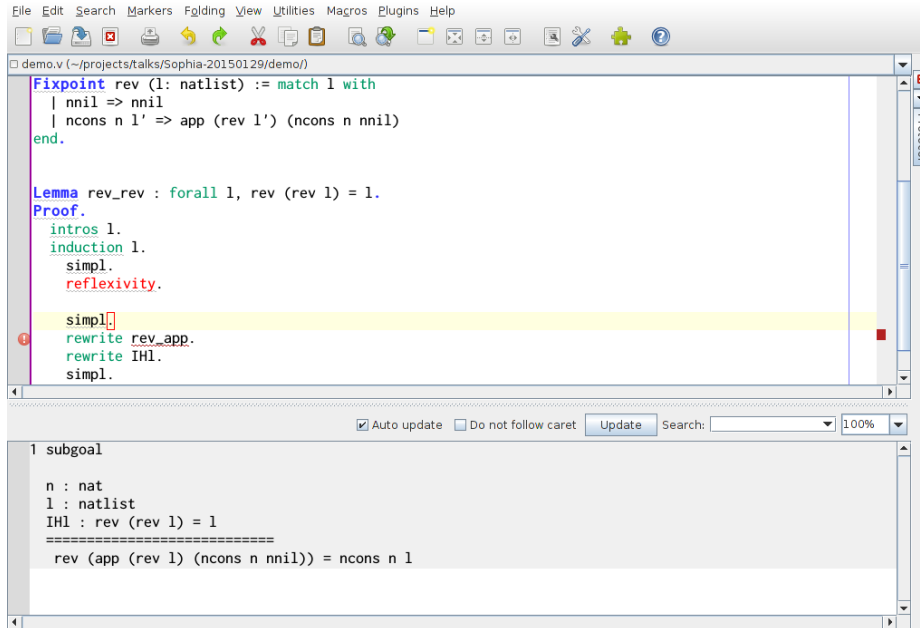 File Edit Search Markers Folding View Utilities Macros Plugins Help
demo.v (~/projects/talks/Sophia-20150129/demo/)
Fixpoint rev (l: natlist) := match l with
| nnil => nnil
| ncons n l' => app (rev l') (ncons n nnil)
end.
Lemma rev_rev : forall l, rev (rev l) = l.
Proof.
intros l.
induction l.
simpl.
reflexivity.
simpl.
rewrite rev_app.
rewrite IHl.
simpl.
Auto update Do not follow caret Update Search: 100%
1 subgoal
n : nat
l : natlist
IHl : rev (rev l) = l
============================
rev (app (rev l) (ncons n nnil)) = ncons n l